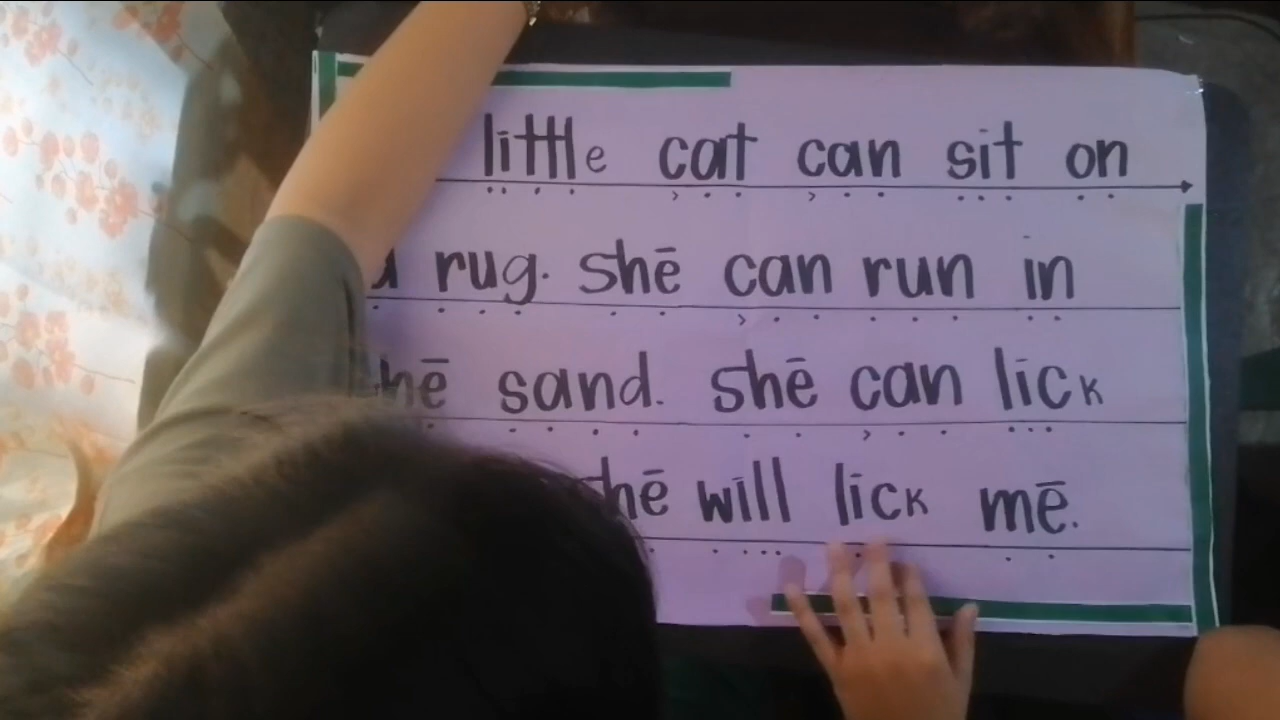 little cat can sit on
rug. shē can run in
sand. shē can lick
will lick mē.